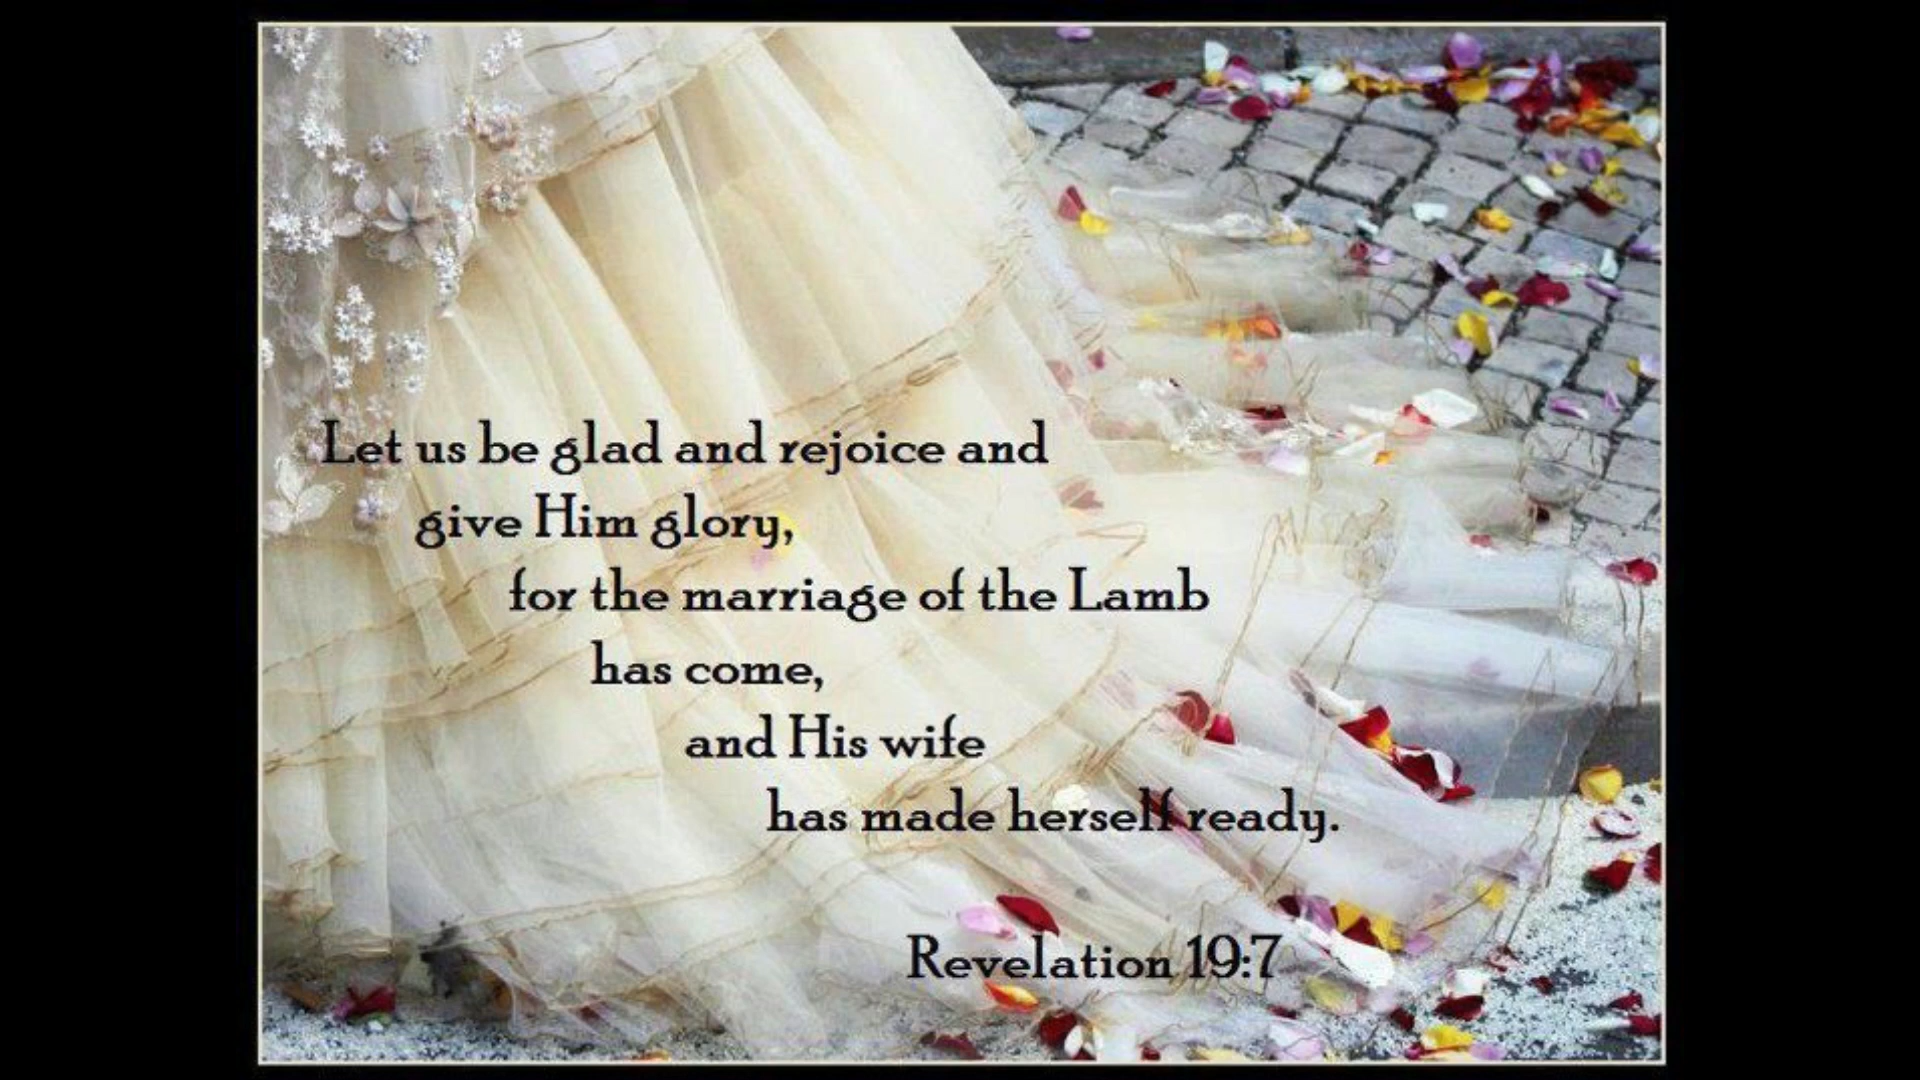 Let us be glad and rejoice and
give Him glory,
for the marriage of the Lamb
has come,
and His wife
has made herself ready.
Revelation 19:7